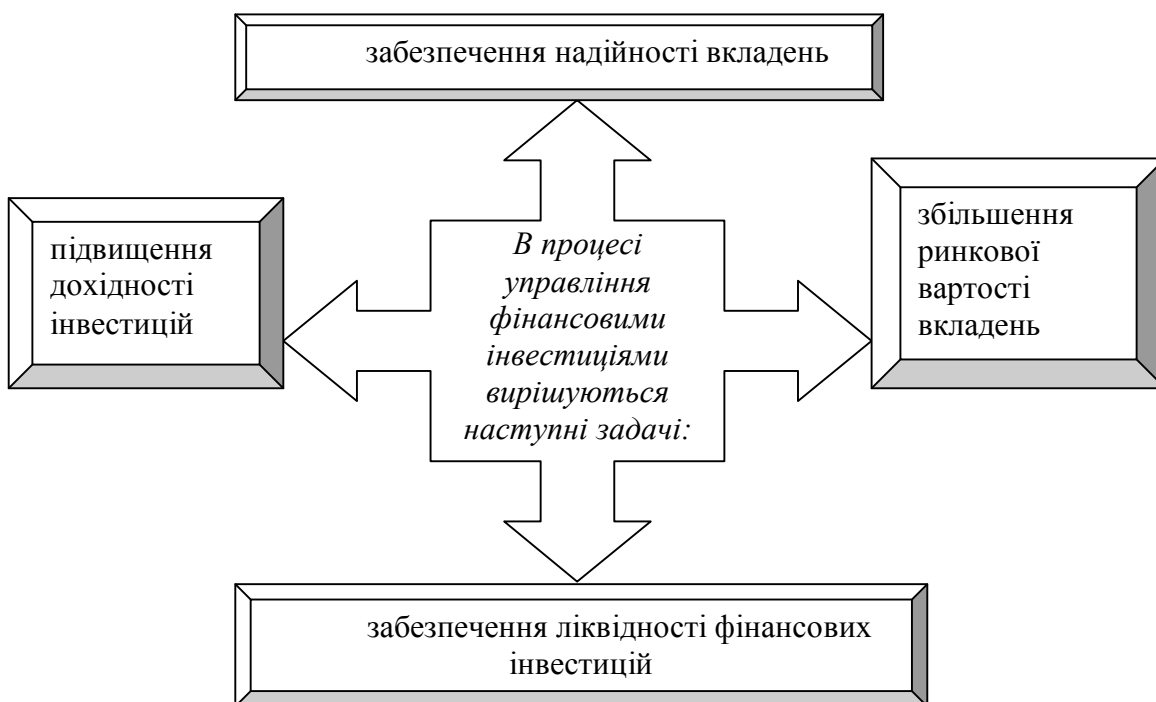 забезпечення надійності вкладень
підвищення
дохідності
інвестицій
В процесі
управління
фінансовими
інвестиціями
вирішуються
наступні задачі:
збільшення
ринкової
вартості
вкладень
забезпечення ліквідності фінансових
інвестицій